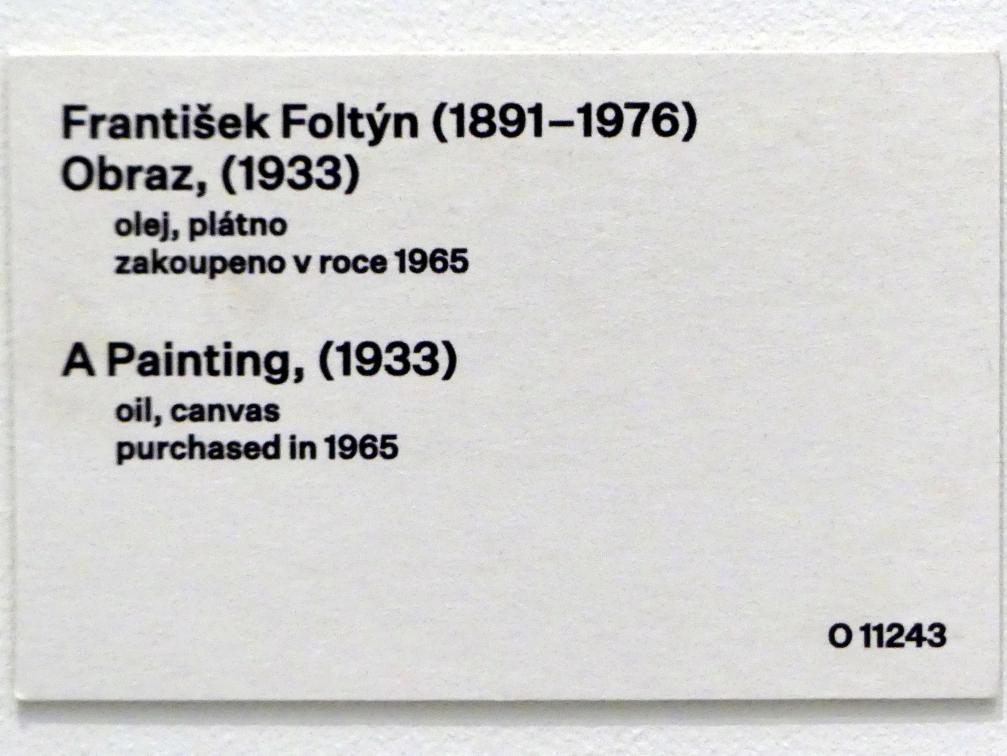 František Foltýn (1891–1976)
Obraz, (1933)
olej, plátno
zakoupeno v roce 1965
A Painting, (1933)
oil, canvas
purchased in 1965
O 11243